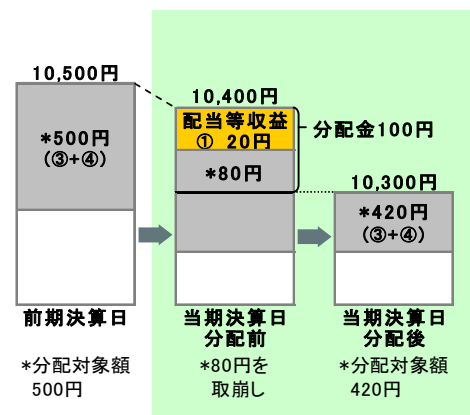 10,500円
*500円
(③+④)
前期決算日
*分配対象額
500円
10,400円
配当等収益
① 20円
*80円
分配金100円
当期決算日
分配前
*80円を
取崩し
10,300円
*420円
(③+④)
当期決算日
分配後
*分配対象額
420円